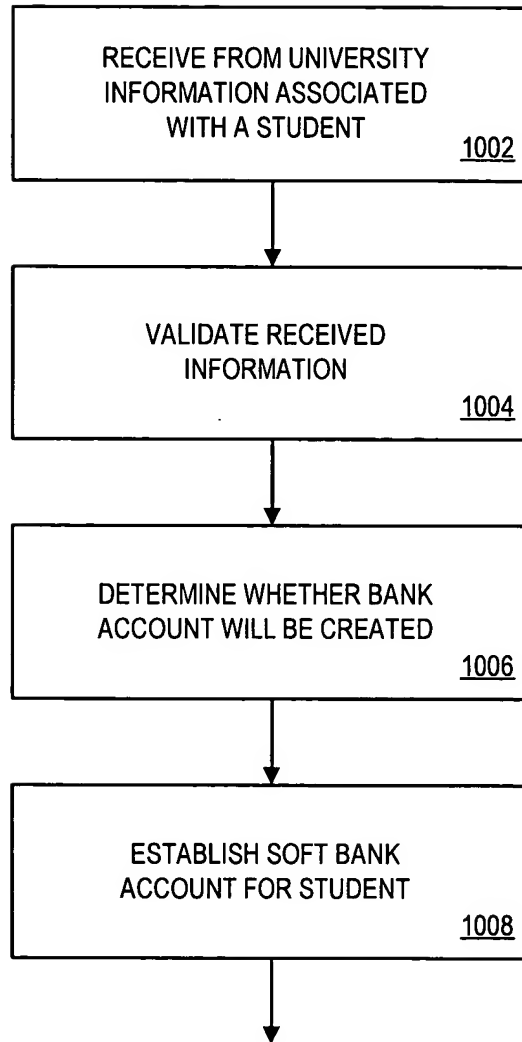 RECEIVE FROM UNIVERSITY
INFORMATION ASSOCIATED
WITH A STUDENT
1002
VALIDATE RECEIVED
INFORMATION
1004
DETERMINE WHETHER BANK
ACCOUNT WILL BE CREATED
1006
ESTABLISH SOFT BANK
ACCOUNT FOR STUDENT
1008